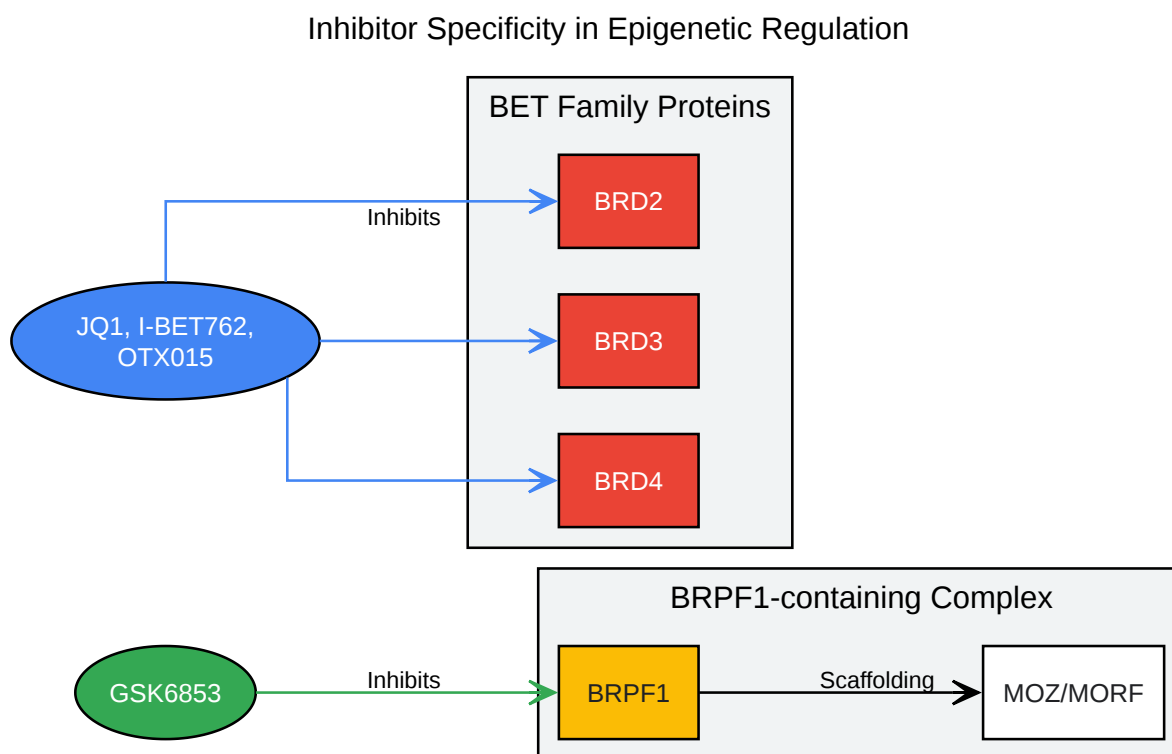 Inhibitor Specificity in Epigenetic Regulation
BET Family Proteins
BRD2
Inhibits
JQ1, I-BET762,
OTX015
BRD3
BRD4
BRPF1-containing Complex
GSK6853
Inhibits
BRPF1
Scaffolding
MOZ/MORF